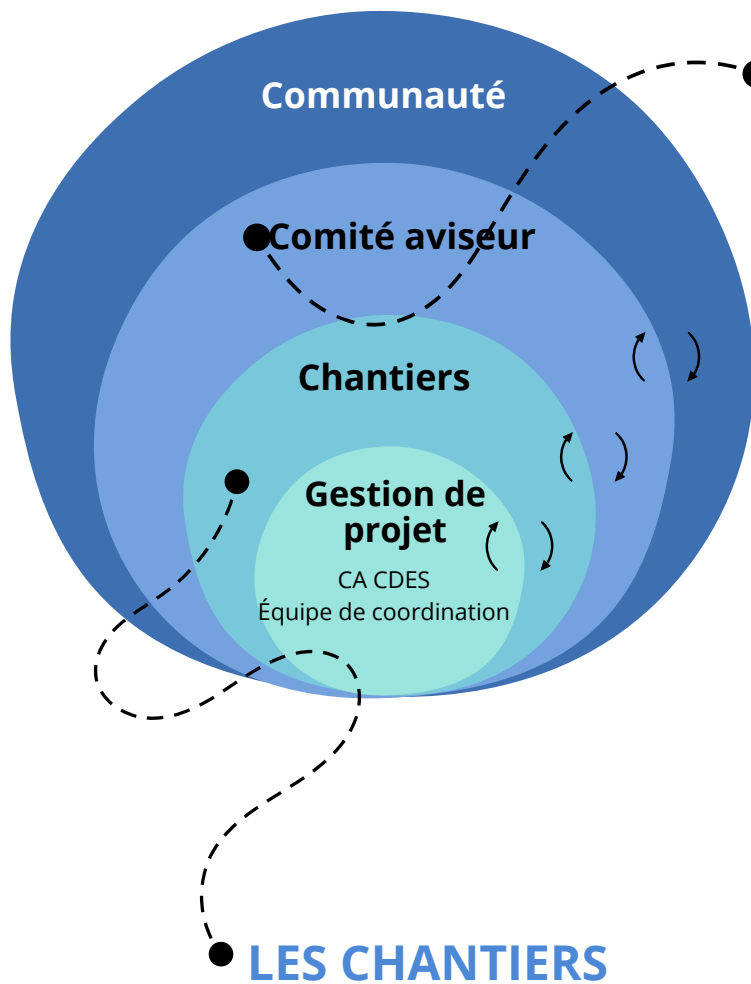 Communauté
Comité aviseur
Chantiers
Gestion de
projet
CA CDES
Équipe de coordination
LES CHANTIERS